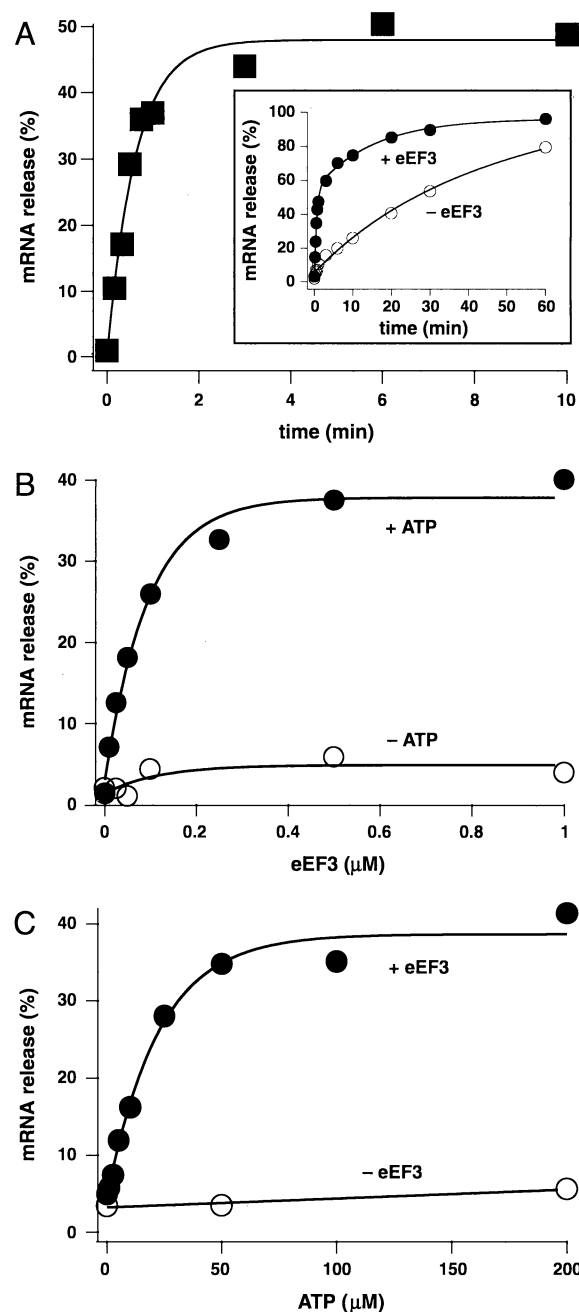 A
mRNA release (%)
50
40
30
20
10
0
0
2
4
6
8
10
time (min)
mRNA release (%)
100
80
60
40
20
0
+ eEF3
– eEF3
0
10
20
30
40
50
60
time (min)
B
mRNA release (%)
40
30
20
10
0
+ ATP
– ATP
0
0.2
0.4
0.6
0.8
1
eEF3 (μM)
C
mRNA release (%)
40
30
20
10
0
+ eEF3
– eEF3
0
50
100
150
200
ATP (μM)